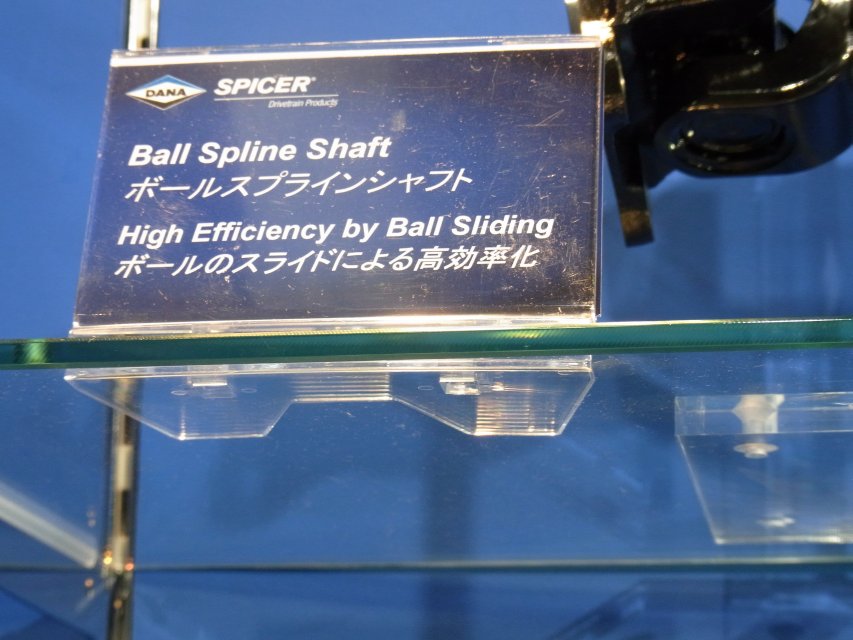 DANA
SPICER®
Drivetrain Products
Ball Spline Shaft
ボールスプラインシャフト
High Efficiency by Ball Sliding
ボールのスライドによる高効率化